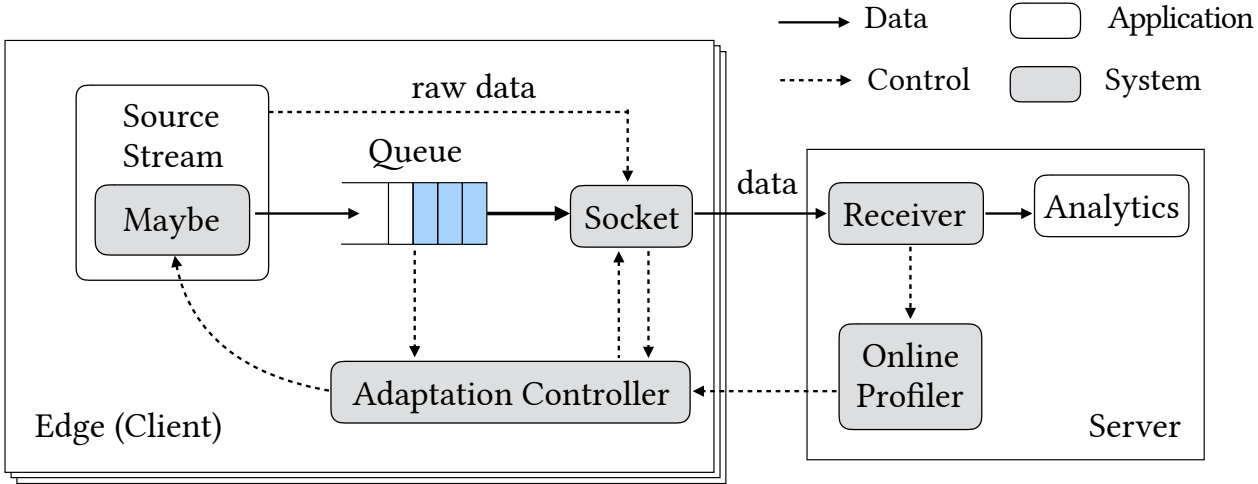 Data
Application
Control
System
raw data
Source
Stream
Maybe
Queue
Socket
data
Receiver
Analytics
Adaptation Controller
Online
Profiler
Edge (Client)
Server